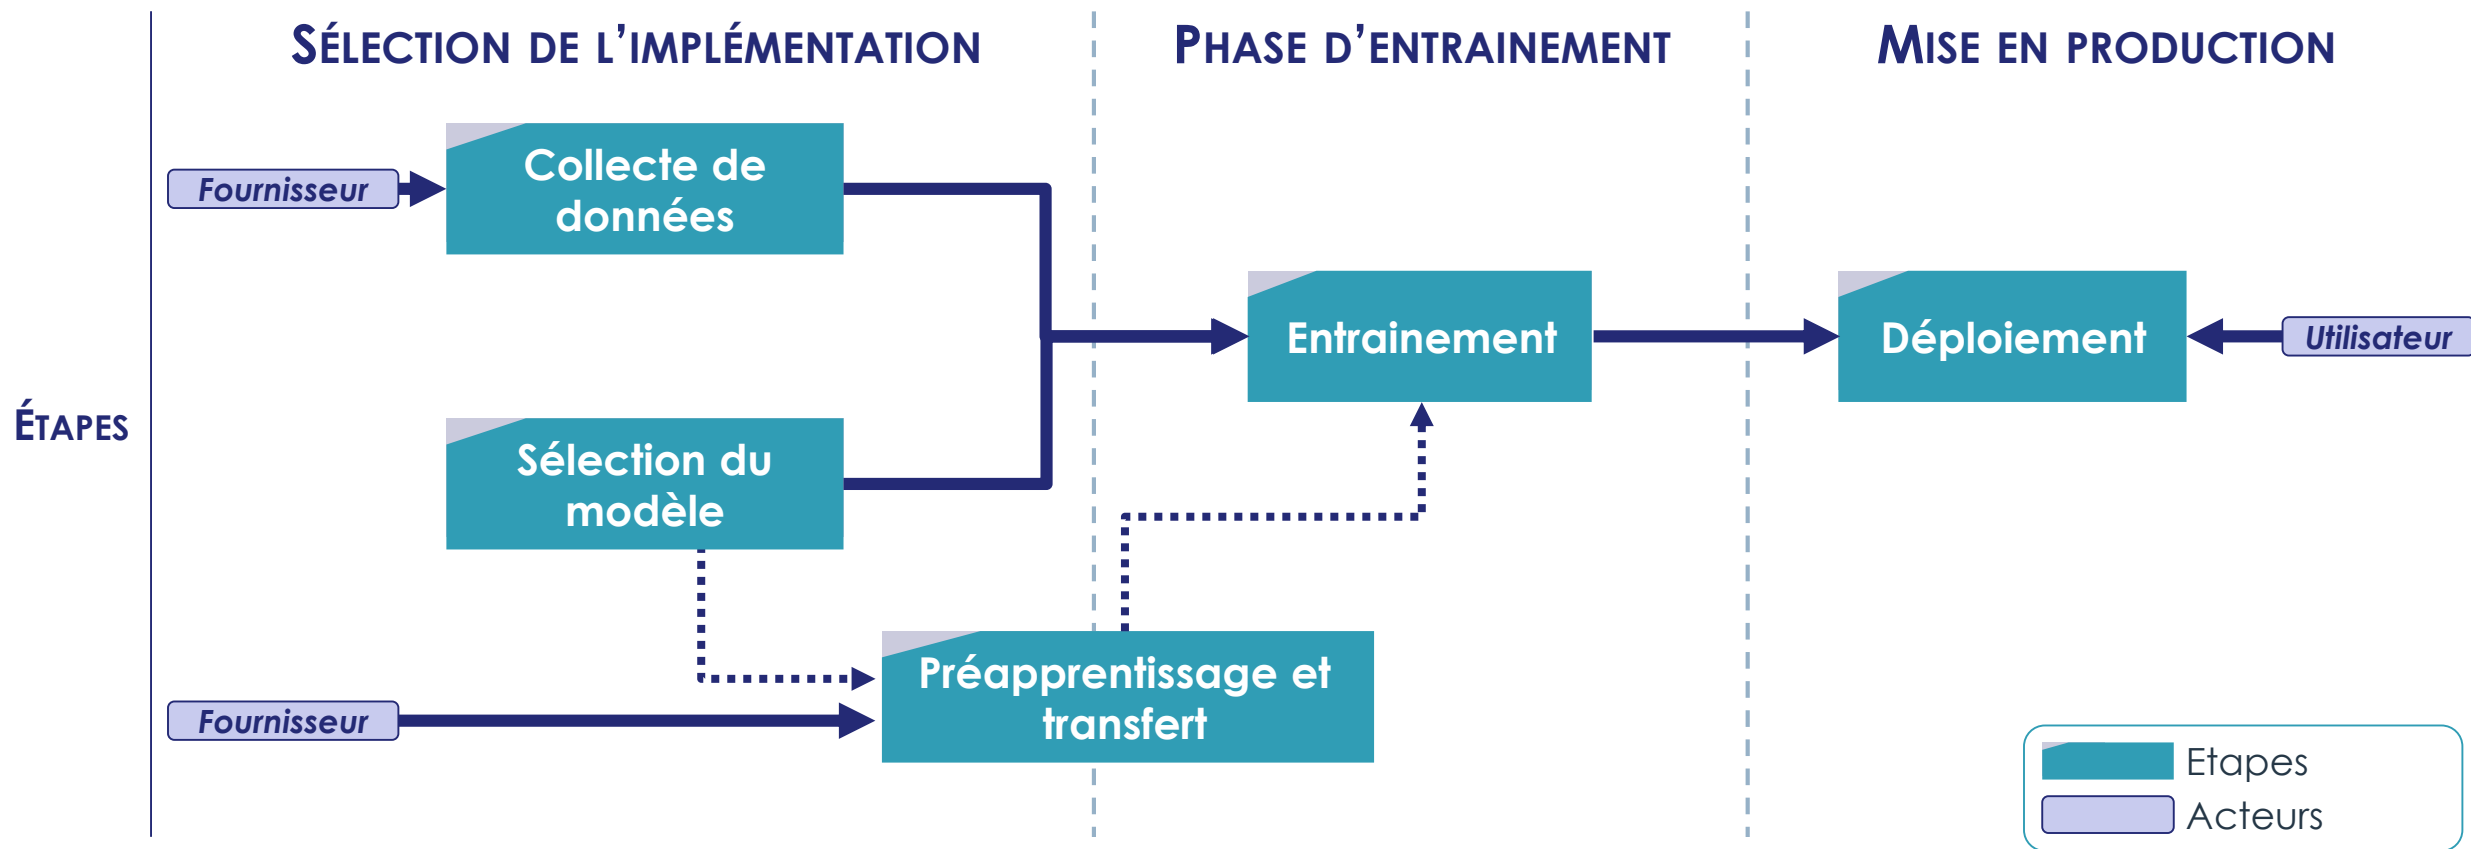 SÉLECTION DE L’IMPLÉMENTATION
PHASE D’ENTRAINEMENT
MISE EN PRODUCTION
ÉTAPES
Fournisseur
Collecte de
données
Sélection du
modèle
Entrainement
Déploiement
Utilisateur
Fournisseur
Préapprentissage et
transfert
Etapes
Acteurs